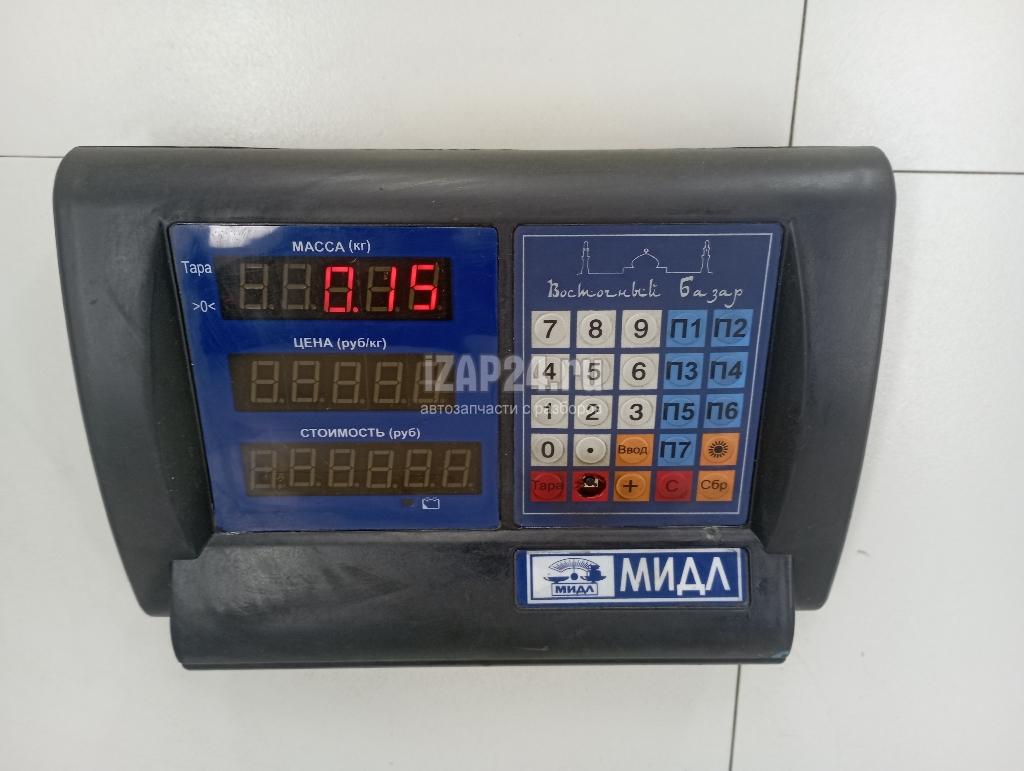 МАССА (кг)
Тара
0.15
>0<
ЦЕНА (руб/кг)
СТОИМОСТЬ (руб)
Восточный Базар
7 8 9 П1 П2
4 5 6 П3 П4
1 2 3 П5 П6
0 • Ввод П7
Тара + С Сбр
МИДЛ
МИДЛ
iZAP24.ru
автозапчасти с разборов